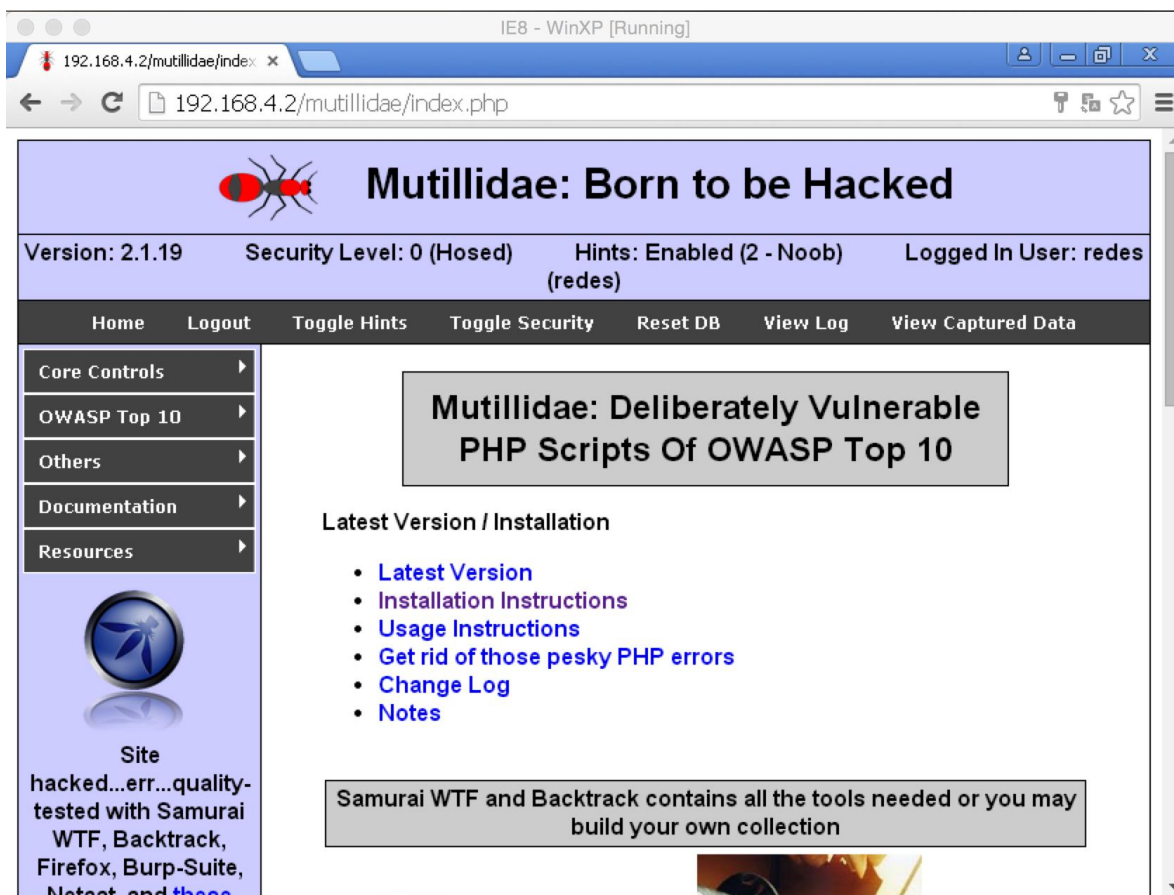 IE8 - WinXP [Running]
192.168.4.2/mutillidae/index
192.168.4.2/mutillidae/index.php
Mutillidae: Born to be Hacked
Version: 2.1.19 Security Level: 0 (Hosed) Hints: Enabled (2 - Noob) Logged In User: redes
(redes)
Home Logout Toggle Hints Toggle Security Reset DB View Log View Captured Data
Core Controls
OWASP Top 10
Others
Documentation
Resources
Site
hacked...err...quality-
tested with Samurai
WTF, Backtrack,
Firefox, Burp-Suite,
Netcat, and these
Mutillidae: Deliberately Vulnerable
PHP Scripts Of OWASP Top 10
Latest Version / Installation
• Latest Version
• Installation Instructions
• Usage Instructions
• Get rid of those pesky PHP errors
• Change Log
• Notes
Samurai WTF and Backtrack contains all the tools needed or you may
build your own collection